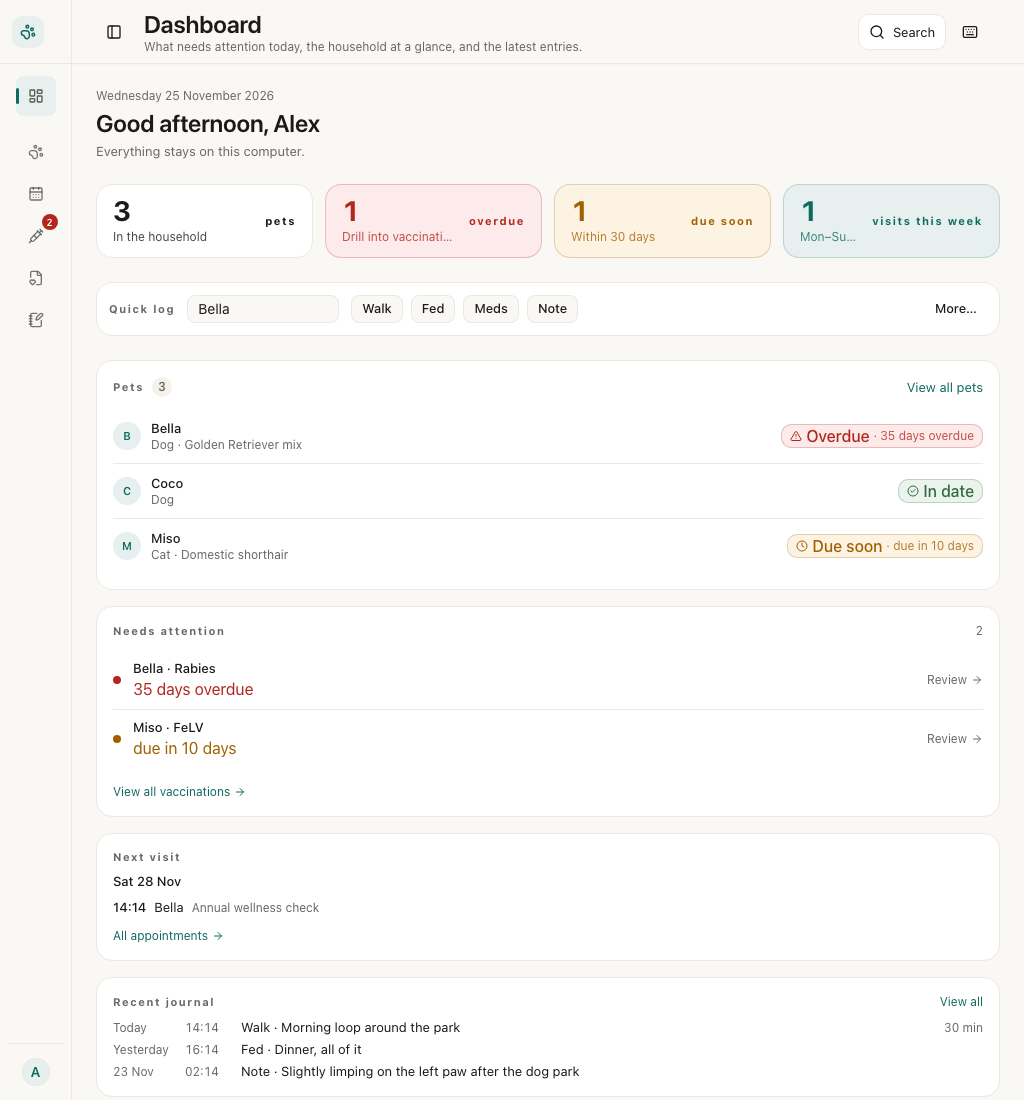 Dashboard
What needs attention today, the household at a glance, and the latest entries.
Search
2
Wednesday 25 November 2026
Good afternoon, Alex
Everything stays on this computer.
3 pets
In the household
1 overdue
Drill into vaccinati...
1 due soon
Within 30 days
1 visits this week
Mon–Su...
Quick log Bella Walk Fed Meds Note More...
Pets 3 View all pets
B Bella
Dog · Golden Retriever mix
Overdue · 35 days overdue
C Coco
Dog
In date
M Miso
Cat · Domestic shorthair
Due soon · due in 10 days
Needs attention 2
Bella · Rabies
35 days overdue
Review →
Miso · FeLV
due in 10 days
Review →
View all vaccinations →
Next visit
Sat 28 Nov
14:14 Bella Annual wellness check
All appointments →
Recent journal View all
Today 14:14 Walk · Morning loop around the park 30 min
Yesterday 16:14 Fed · Dinner, all of it
23 Nov 02:14 Note · Slightly limping on the left paw after the dog park
A